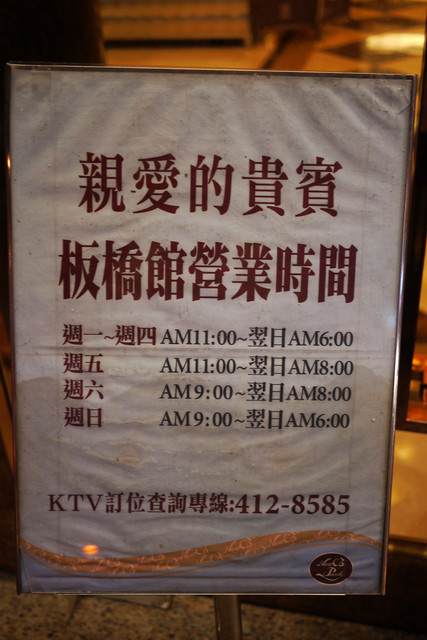 親愛的貴賓
板橋館營業時間
週一~週四 AM11:00~翌日AM6:00
週五 AM11:00~翌日AM8:00
週六 AM9:00~翌日AM8:00
週日 AM9:00~翌日AM6:00
KTV訂位查詢專線:412-8585